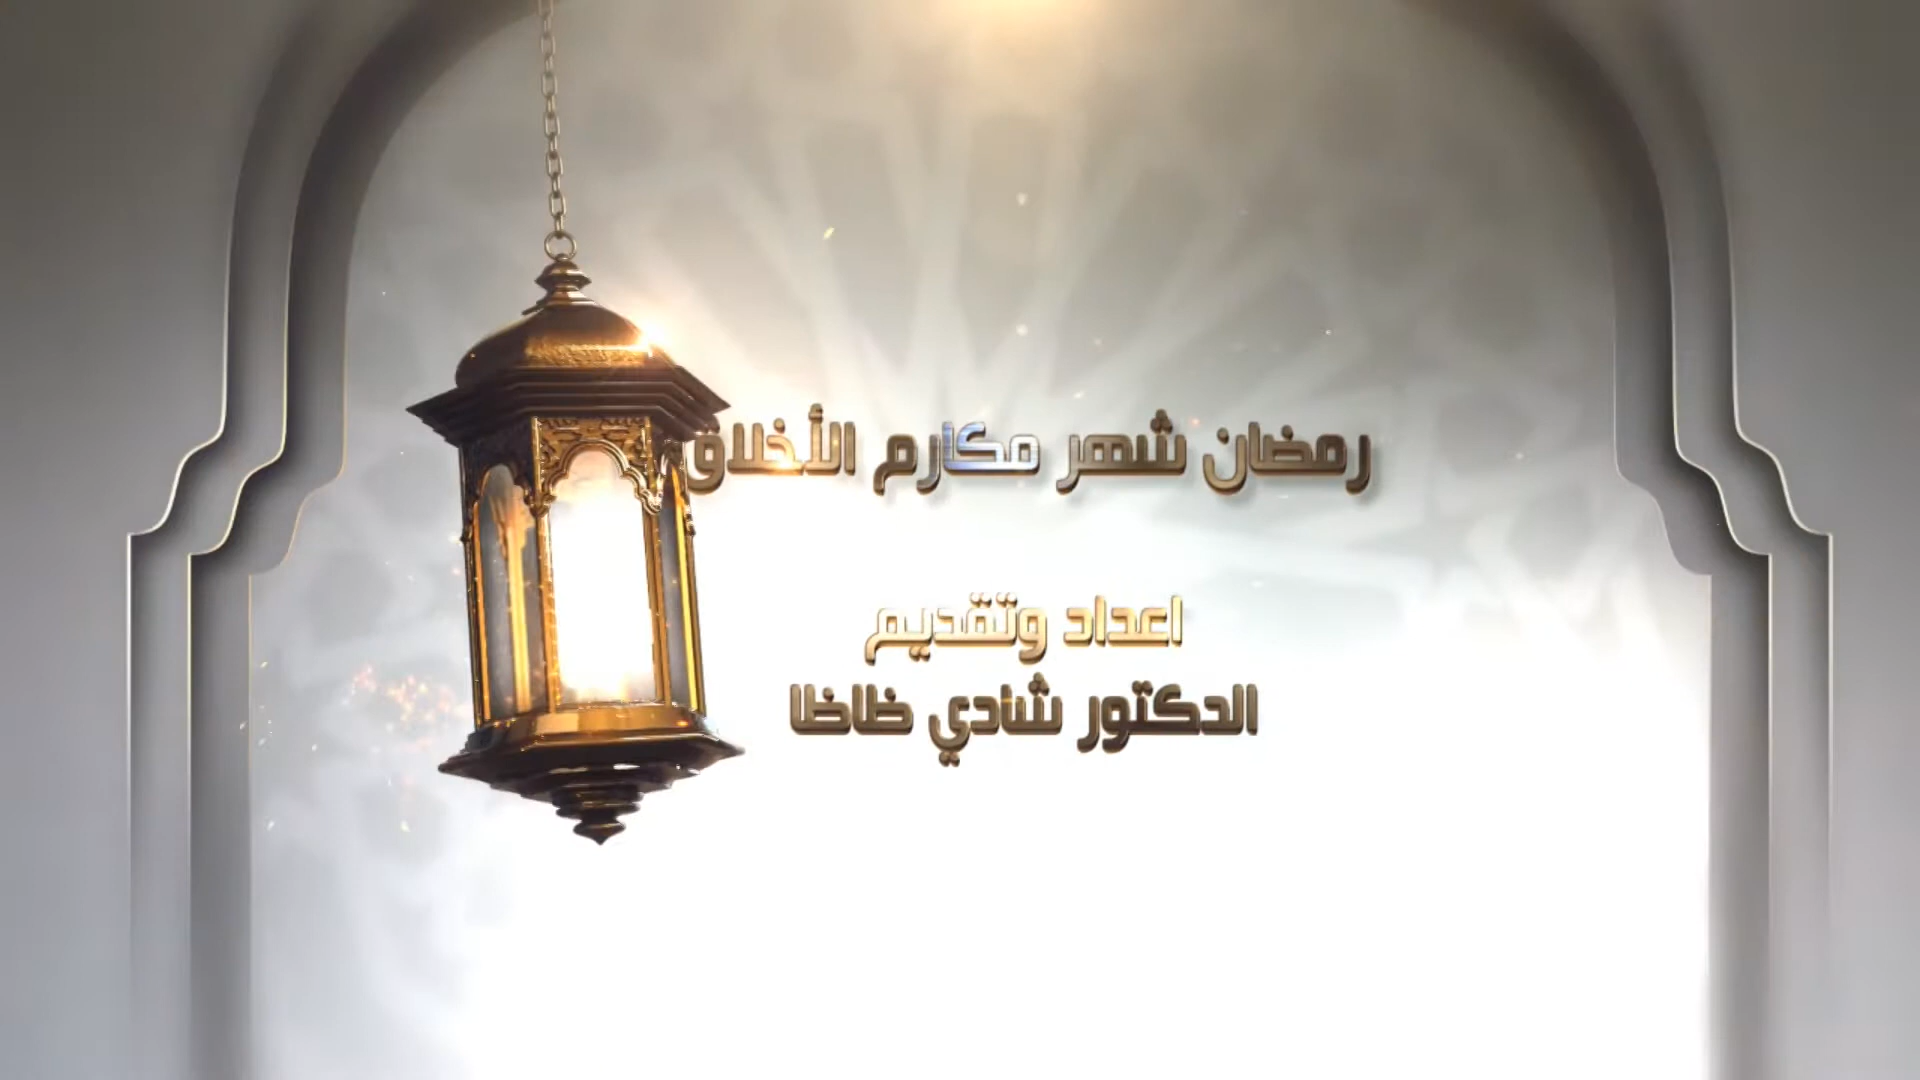 رمضان شهر مكارم الأخلاق
اعداد وتقديم
الدكتور شادي ظاظا